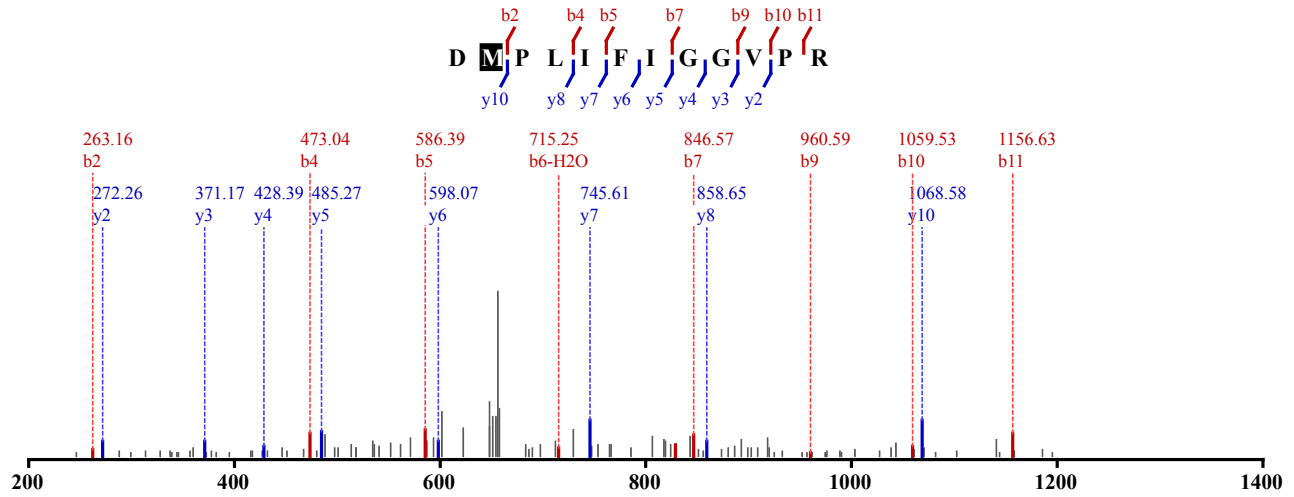 b2 b4 b5 b7 b9 b10 b11
D M P L I F I G G V P R
y10 y8 y7 y6 y5 y4 y3 y2
263.16 473.04 586.39 715.25 846.57 960.59 1059.53 1156.63
b2 b4 b5 b6-H2O b7 b9 b10 b11
272.26 371.17 428.39 485.27 598.07 745.61 858.65 1068.58
y2 y3 y4 y5 y6 y7 y8 y10
200 400 600 800 1000 1200 1400